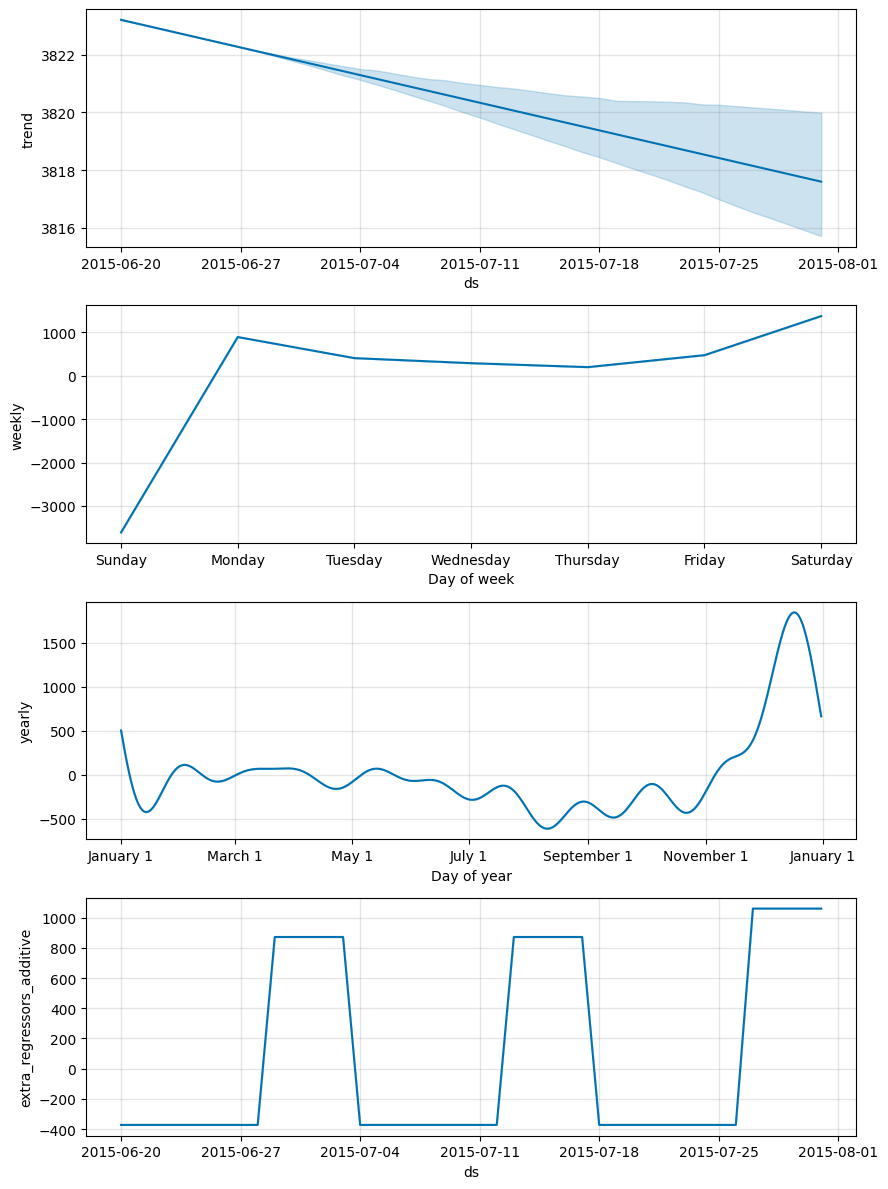 3822
3820
3818
3816
trend
2015-06-20 2015-06-27 2015-07-04 2015-07-11 2015-07-18 2015-07-25 2015-08-01
ds
1000
0
−1000
−2000
−3000
weekly
Sunday Monday Tuesday Wednesday Thursday Friday Saturday
Day of week
1500
1000
500
0
−500
yearly
January 1 March 1 May 1 July 1 September 1 November 1 January 1
Day of year
1000
800
600
400
200
0
−200
−400
extra_regressors_additive
2015-06-20 2015-06-27 2015-07-04 2015-07-11 2015-07-18 2015-07-25 2015-08-01
ds